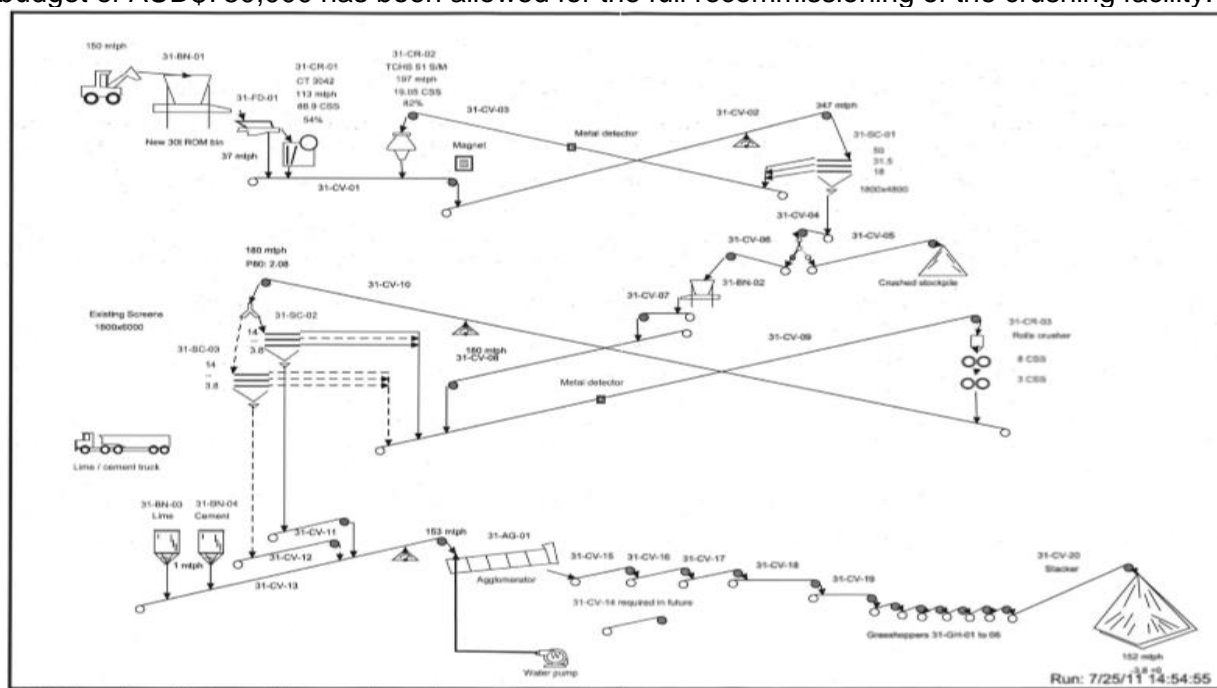 budget of AUD$780,000 has been allowed for the full recommissioning of the crushing facility.
150 mtph
31-BN-01
New 30t ROM bin
31-FD-01
37 mtph
31-CR-01
CT 3042
113 mtph
88.9 CSS
54%
31-CR-02
TCHS 51 S/M
197 mtph
19.05 CSS
82%
31-CV-03
31-CV-01
Magnet
Metal detector
31-CV-02
347 mtph
31-SC-01
50
31.5
18
1800x4800
31-CV-04
31-CV-06
31-CV-05
Crushed stockpile
31-BN-02
31-CV-07
180 mtph
P80: 2.08
31-CV-10
Existing Screens
1800x6000
31-SC-02
14
--
3.8
31-SC-03
14
--
3.8
180 mtph
31-CV-08
31-CV-09
Metal detector
31-CR-03
Rolls crusher
8 CSS
3 CSS
Lime / cement truck
31-BN-03
Lime
31-BN-04
Cement
1 mtph
31-CV-11
31-CV-12
31-CV-13
153 mtph
31-AG-01
Agglomerator
Water pump
31-CV-15
31-CV-16
31-CV-17
31-CV-18
31-CV-19
31-CV-14 required in future
Grasshoppers 31-GH-01 to 08
31-CV-20
Stacker
152 mtph
-3.8 +0
Run: 7/25/11 14:54:55